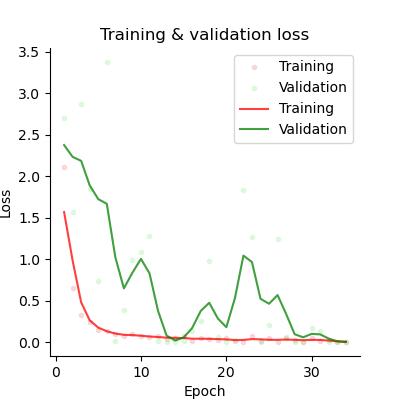 Training & validation loss
3.5
3.0
2.5
2.0
1.5
1.0
0.5
0.0
Loss
Training
Validation
Training
Validation
0
10
20
30
Epoch